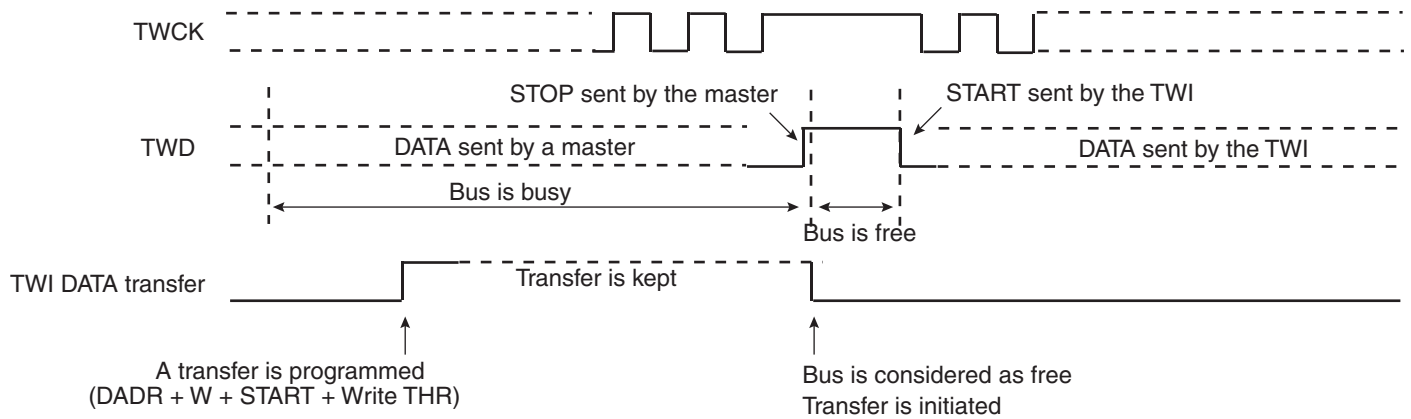 TWCK
STOP sent by the master
START sent by the TWI
TWD
DATA sent by a master
DATA sent by the TWI
Bus is busy
Bus is free
TWI DATA transfer
Transfer is kept
A transfer is programmed
(DADR + W + START + Write THR)
Bus is considered as free
Transfer is initiated